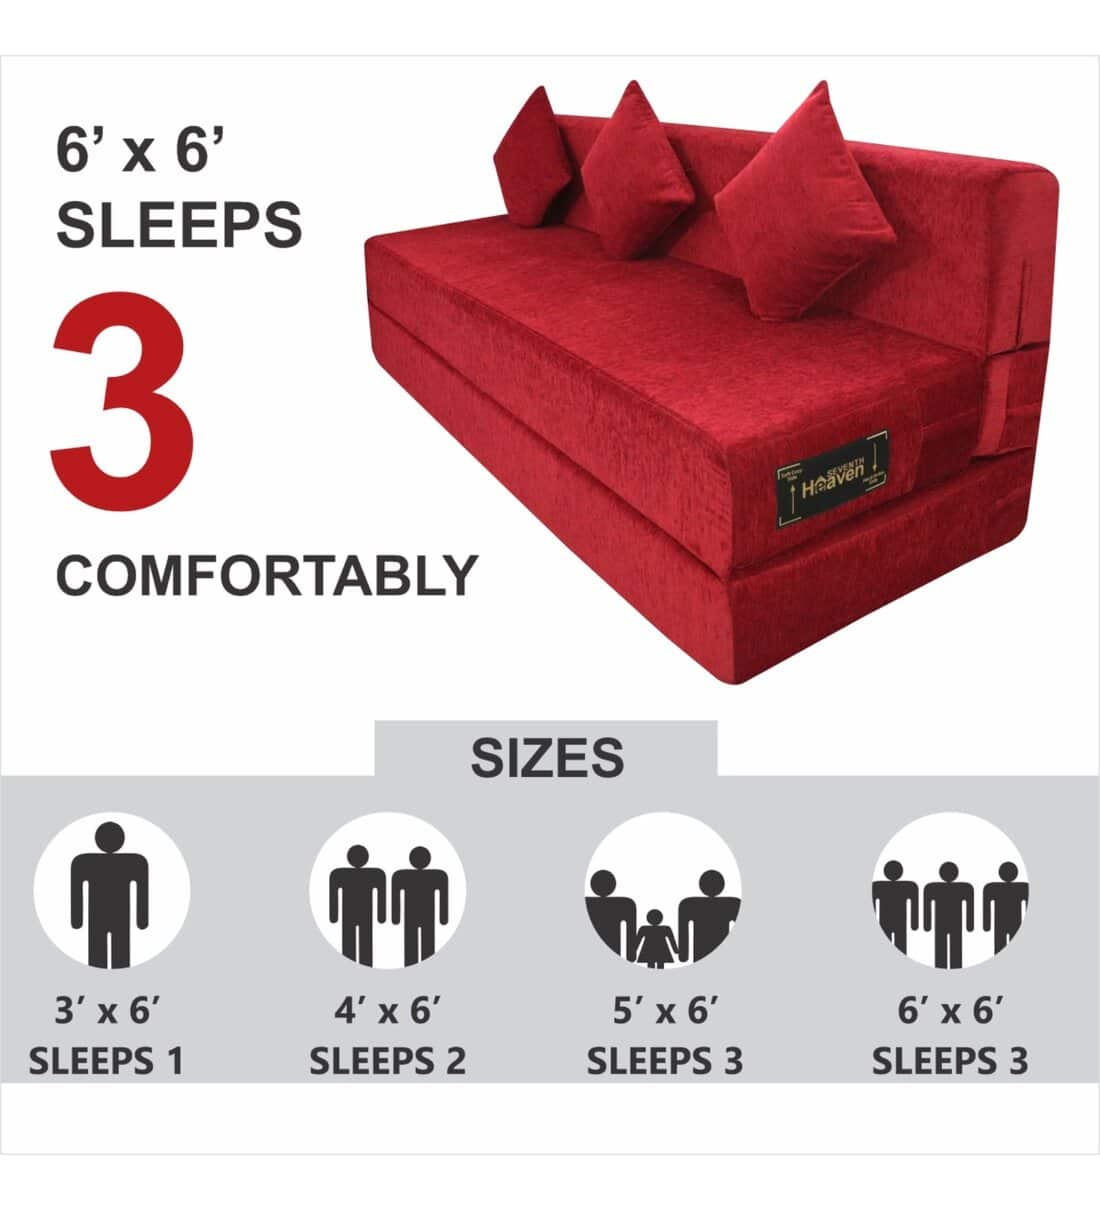 6’ x 6’
SLEEPS
3
COMFORTABLY
SEVENTH
Heaven
SIZES
3’ x 6’
SLEEPS 1
4’ x 6’
SLEEPS 2
5’ x 6’
SLEEPS 3
6’ x 6’
SLEEPS 3